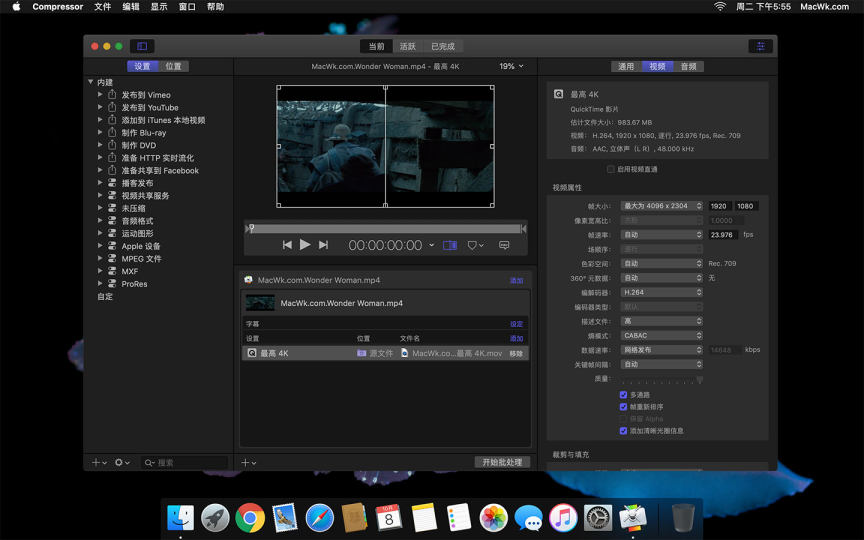 Compressor 文件 编辑 显示 窗口 帮助 周二 下午5:55 MacWk.com
当前 活跃 已完成
设置 位置
MacWk.com.Wonder Woman.mp4 - 最高 4K 19%
通用 视频 音频
内建
发布到 Vimeo
发布到 YouTube
添加到 iTunes 本地视频
制作 Blu-ray
制作 DVD
准备 HTTP 实时流化
准备共享到 Facebook
播客发布
视频共享服务
未压缩
音频格式
运动图形
Apple 设备
MPEG 文件
MXF
ProRes
自定
搜索
00:00:00:00
MacWk.com.Wonder Woman.mp4 添加
MacWk.com.Wonder Woman.mp4
字幕 设定
设置 位置 文件名 添加
最高 4K 源文件 MacWk.co...最高 4K.mov 移除
开始批处理
最高 4K
QuickTime 影片
估计文件大小: 983.67 MB
视频: H.264, 1920 x 1080, 逐行, 23.976 fps, Rec. 709
音频: AAC, 立体声（L R）, 48.000 kHz
启用视频直通
视频属性
帧大小: 最大为 4096 x 2304 1920 1080
像素宽高比: 1.0000
帧速率: 自动 23.976 fps
场顺序: 逐行
色彩空间: 自动 Rec. 709
360° 元数据: 自动 无
编解码器: H.264
编码器类型: 默认
描述文件: 高
熵模式: CABAC
数据速率: 网络发布 14648 kbps
关键帧间隔: 自动
质量:
多通路
帧重新排序
保留 Alpha
添加清晰光圈信息
裁剪与填充
10月
8